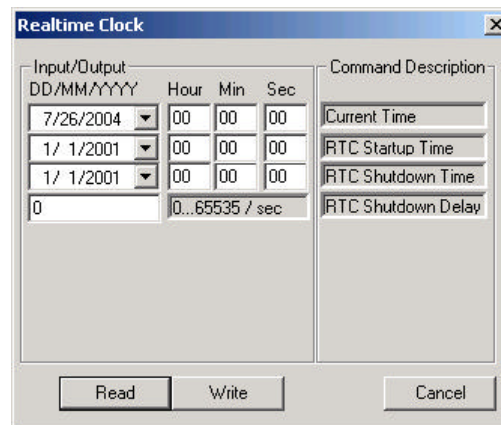 Realtime Clock
Input/Output
Command Description
DD/MM/YYYY Hour Min Sec
7/26/2004 00 00 00 Current Time
1/ 1/2001 00 00 00 RTC Startup Time
1/ 1/2001 00 00 00 RTC Shutdown Time
0 0...65535 / sec RTC Shutdown Delay
Read Write Cancel